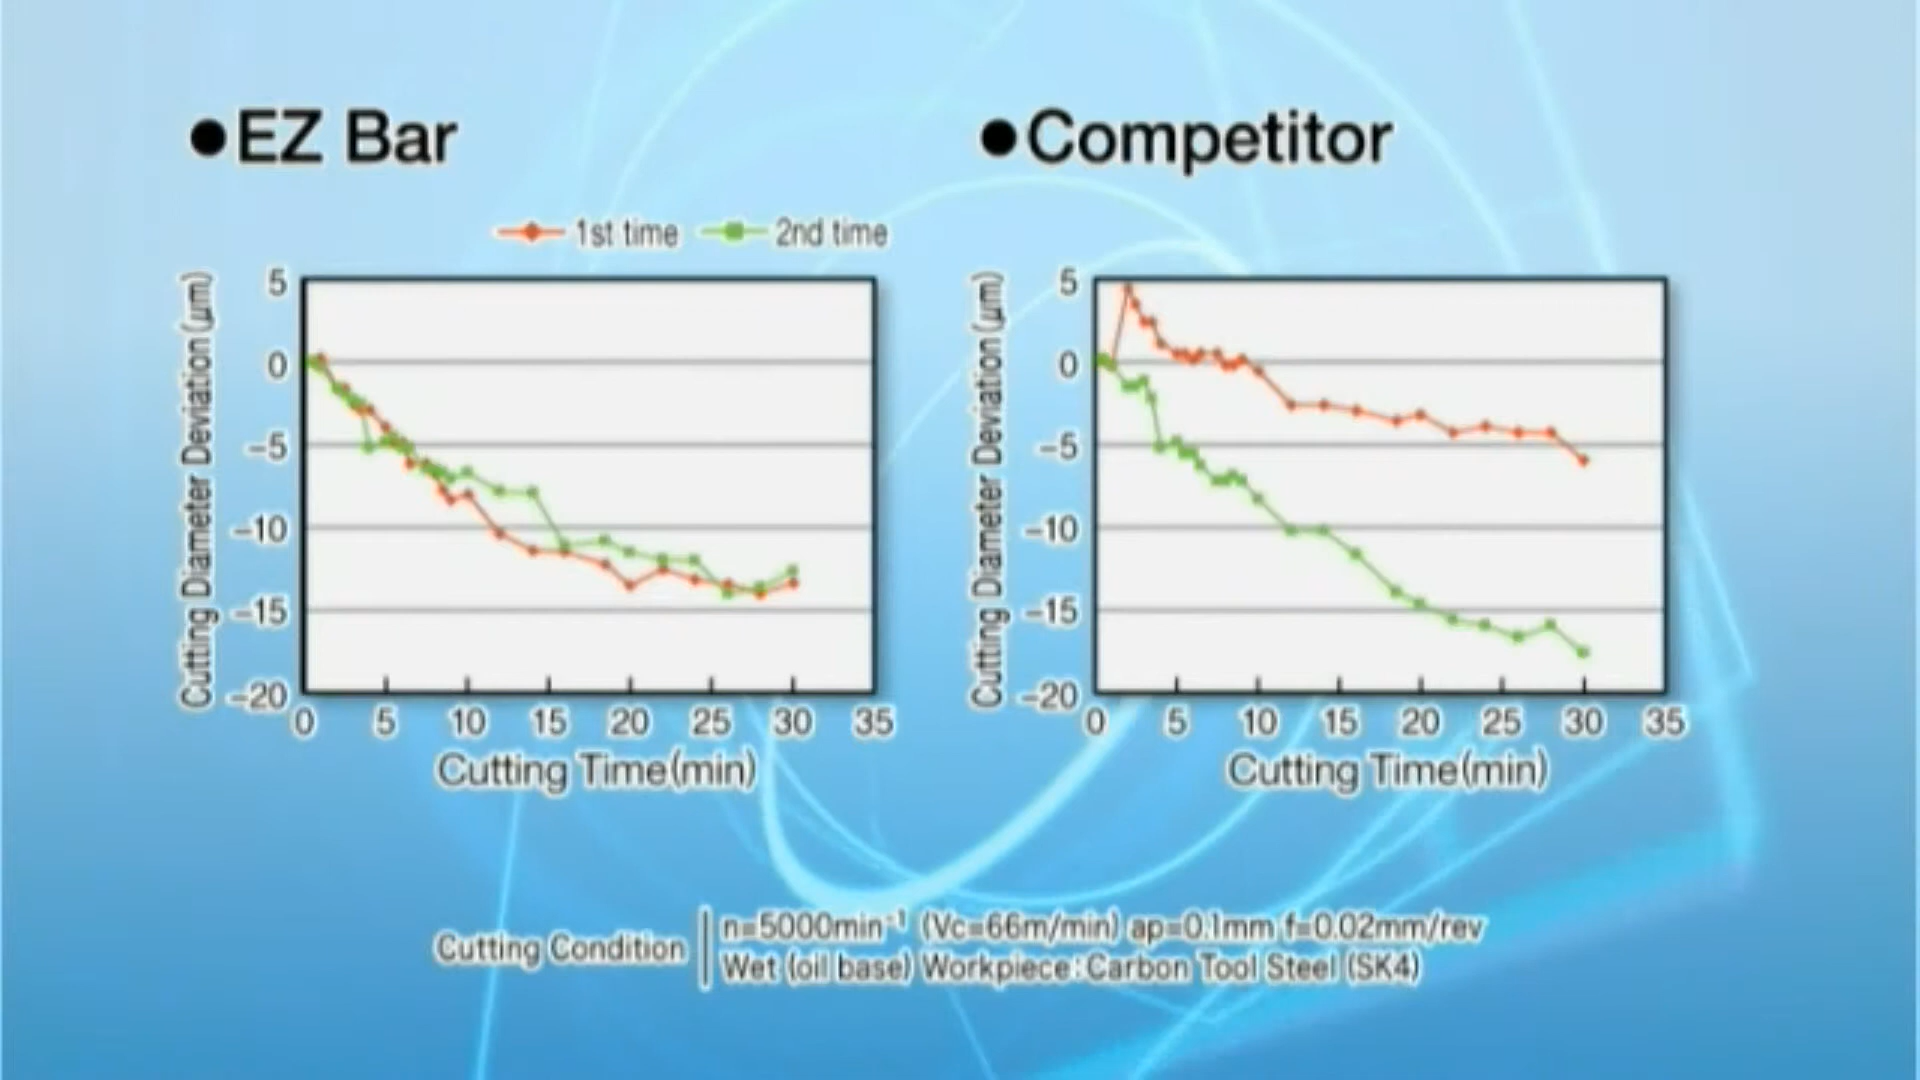 ●EZ Bar
1st time 2nd time
Cutting Diameter Deviation(μm)
5
0
−5
−10
−15
−20
0 5 10 15 20 25 30 35
Cutting Time(min)
●Competitor
Cutting Diameter Deviation(μm)
5
0
−5
−10
−15
−20
0 5 10 15 20 25 30 35
Cutting Time(min)
Cutting Condition
n=5000min⁻¹ (Vc=66m/min) ap=0.1mm f=0.02mm/rev
Wet (oil base) Workpiece:Carbon Tool Steel (SK4)